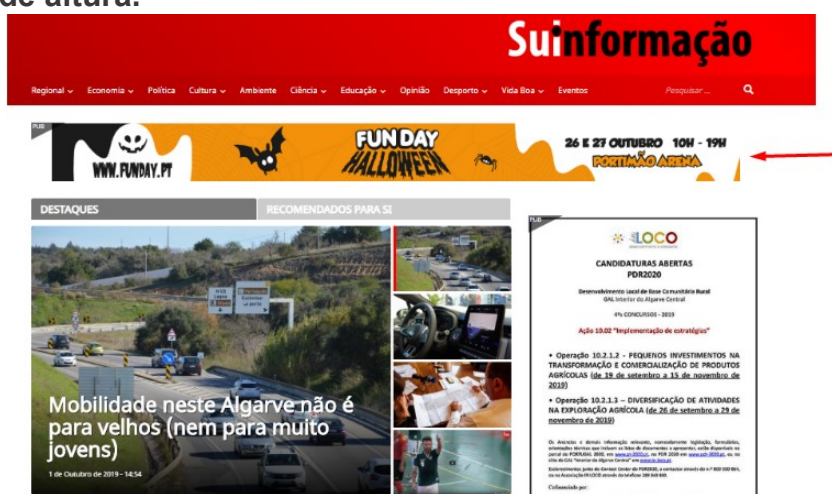 de altura.
Suinformação
Regional Economia Política Cultura Ambiente Ciência Educação Opinião Desporto Vida Boa Eventos Pesquisar ...
PUB
WWW.FUNDAY.PT
FUN DAY
HALLOWEEN
26 E 27 OUTUBRO 10H - 19H
PORTIMÃO ARENA
DESTAQUES
RECOMENDADOS PARA SI
Mobilidade neste Algarve não é
para velhos (nem para muito
jovens)
1 de Outubro de 2019 - 14:54
PUB
LOCO
CANDIDATURAS ABERTAS
PDR2020
Desenvolvimento Local de Base Comunitária Rural
GAL Interior do Algarve Central
4ºs CONCURSOS - 2019
Ação 10.02 "Implementação de estratégias"
• Operação 10.2.1.2 - PEQUENOS INVESTIMENTOS NA
TRANSFORMAÇÃO E COMERCIALIZAÇÃO DE PRODUTOS
AGRÍCOLAS (de 19 de setembro a 15 de novembro de
2019)
• Operação 10.2.1.3 – DIVERSIFICAÇÃO DE ATIVIDADES
NA EXPLORAÇÃO AGRÍCOLA (de 26 de setembro a 29 de
novembro de 2019)
Cofinanciado por: